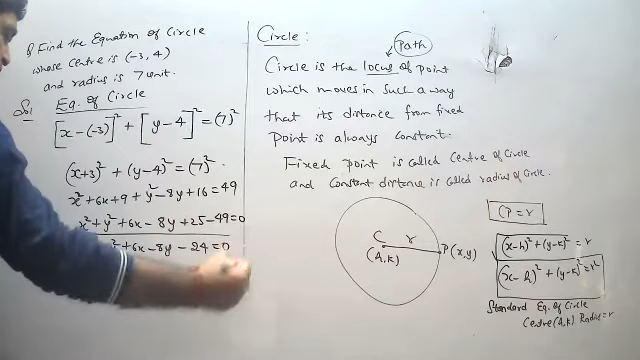 Q Find the Equation of Circle
whose centre is (-3, 4)
and radius is 7 unit.
Sol Eq. of Circle
[x-(-3)]² + [y-4]² = (7)²
(x+3)² + (y-4)² = (7)².
x²+6x+9 + y²-8y+16=49
x²+y²+6x-8y+25-49=0
²+6x-8y-24=0
Circle:
Path
Circle is the locus of point
which moves in such a way
that its distance from fixed
point is always constant.
Fixed point is called Centre of Circle
and Constant distance is called radius of circle.
C
r
(h,k)
P(x,y)
CP=r
√(x-h)²+(y-k)² = r
(x-h)²+(y-k)²=r²
Standard Eq. of Circle
Centre(h,k) Radius=r